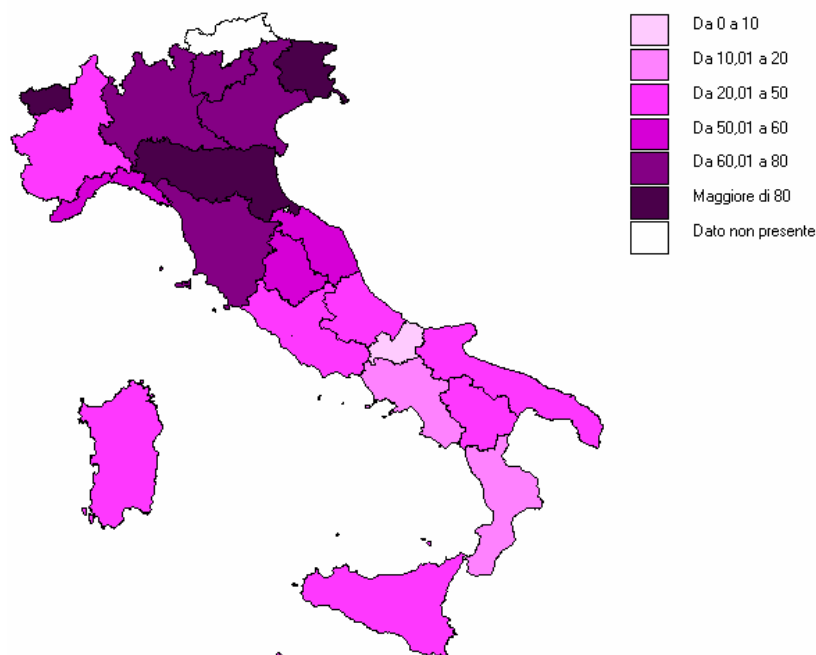 Da 0 a 10
Da 10,01 a 20
Da 20,01 a 50
Da 50,01 a 60
Da 60,01 a 80
Maggiore di 80
Dato non presente